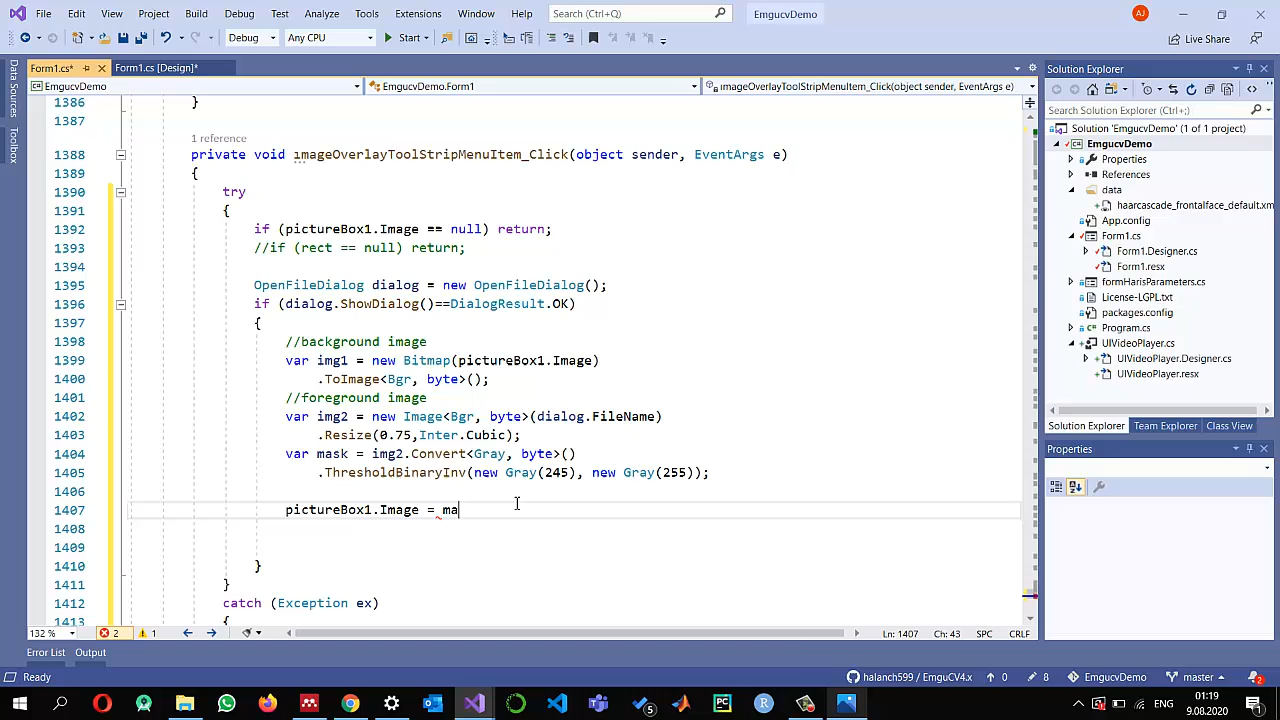 File Edit View Project Build Debug Test Analyze Tools Extensions Window Help Search (Ctrl+Q) EmgucvDemo AJ
Debug Any CPU Start Live Share
Form1.cs* Form1.cs [Design]*
Solution Explorer
EmgucvDemo EmgucvDemo.Form1 imageOverlayToolStripMenuItem_Click(object sender, EventArgs e)
Data Sources
Toolbox
Search Solution Explorer (Ctrl+;)
Solution 'EmgucvDemo' (1 of 1 project)
EmgucvDemo
Properties
References
data
haarcascade_frontalface_default.xm
App.config
Form1.cs
Form1.Designer.cs
Form1.resx
formHarisParameters.cs
License-LGPL.txt
packages.config
Program.cs
UIVideoPlayer.cs
UIVideoPlayer.Designer.cs
UIVideoPlayer.resx
Solution Explorer Team Explorer Class View
Properties
1386 }
1387
1 reference
1388 private void imageOverlayToolStripMenuItem_Click(object sender, EventArgs e)
1389 {
1390 try
1391 {
1392 if (pictureBox1.Image == null) return;
1393 //if (rect == null) return;
1394
1395 OpenFileDialog dialog = new OpenFileDialog();
1396 if (dialog.ShowDialog()==DialogResult.OK)
1397 {
1398 //background image
1399 var img1 = new Bitmap(pictureBox1.Image)
1400 .ToImage<Bgr, byte>();
1401 //foreground image
1402 var img2 = new Image<Bgr, byte>(dialog.FileName)
1403 .Resize(0.75,Inter.Cubic);
1404 var mask = img2.Convert<Gray, byte>()
1405 .ThresholdBinaryInv(new Gray(245), new Gray(255));
1406
1407 pictureBox1.Image = ma
1408
1409
1410 }
1411 }
1412 catch (Exception ex)
1413 {
132 % 2 1 Ln: 1407 Ch: 43 SPC CRLF
Error List Output
Ready halanch599 / EmguCV4.x 0 8 EmgucvDemo master 2
01:19
9.08.2020